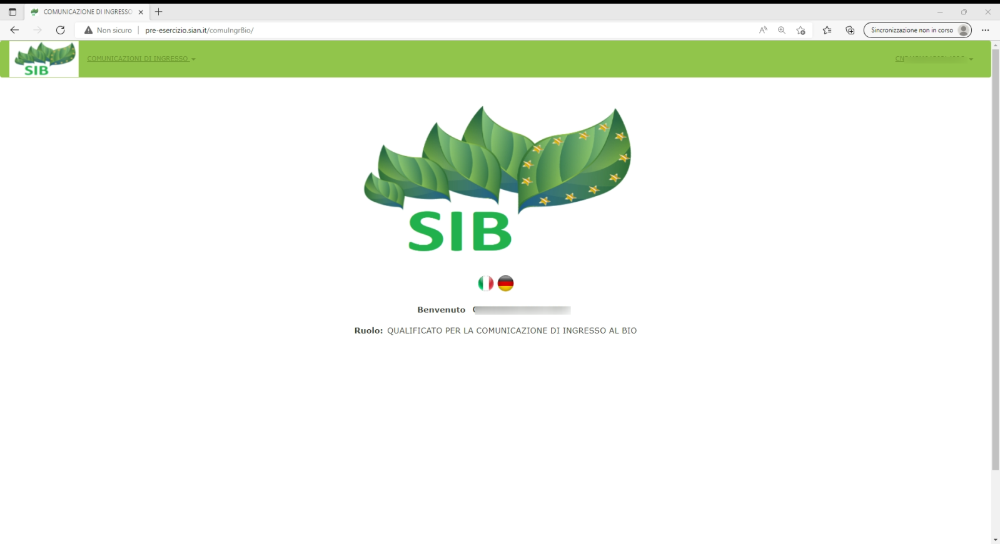 COMUNICAZIONE DI INGRESSO
Non sicuro
pre-esercizio.sian.it/comuIngrBio/
Sincronizzazione non in corso
SIB
COMUNICAZIONI DI INGRESSO
SIB
Benvenuto
Ruolo: QUALIFICATO PER LA COMUNICAZIONE DI INGRESSO AL BIO